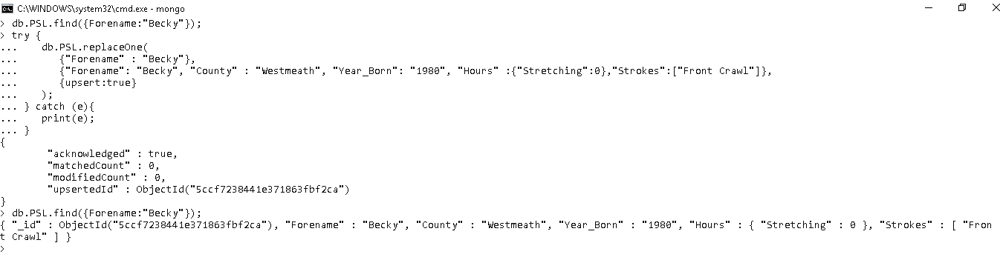 C:\WINDOWS\system32\cmd.exe - mongo
> db.PSL.find({Forename:"Becky"});
> try {
...    db.PSL.replaceOne(
...       {"Forename" : "Becky"},
...       {"Forename": "Becky", "County" : "Westmeath", "Year_Born": "1980", "Hours" :{"Stretching":0},"Strokes":["Front Crawl"]},
...       {upsert:true}
...    );
... } catch (e){
...    print(e);
... }
{
        "acknowledged" : true,
        "matchedCount" : 0,
        "modifiedCount" : 0,
        "upsertedId" : ObjectId("5ccf7238441e371863fbf2ca")
}
> db.PSL.find({Forename:"Becky"});
{ "_id" : ObjectId("5ccf7238441e371863fbf2ca"), "Forename" : "Becky", "County" : "Westmeath", "Year_Born" : "1980", "Hours" : { "Stretching" : 0 }, "Strokes" : [ "Fron
t Crawl" ] }
>